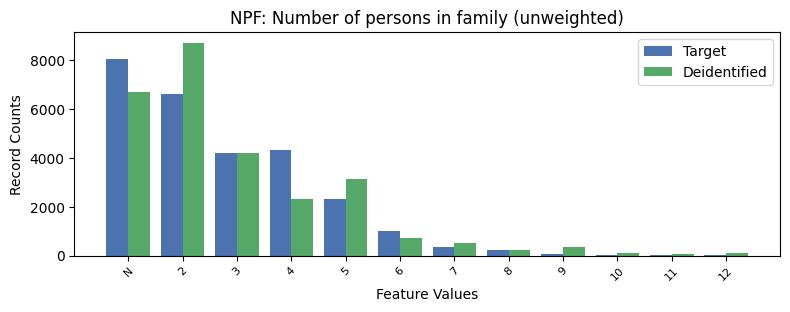 NPF: Number of persons in family (unweighted)
Target
Deidentified
8000
6000
4000
2000
0
Record Counts
N 2 3 4 5 6 7 8 9 10 11 12
Feature Values